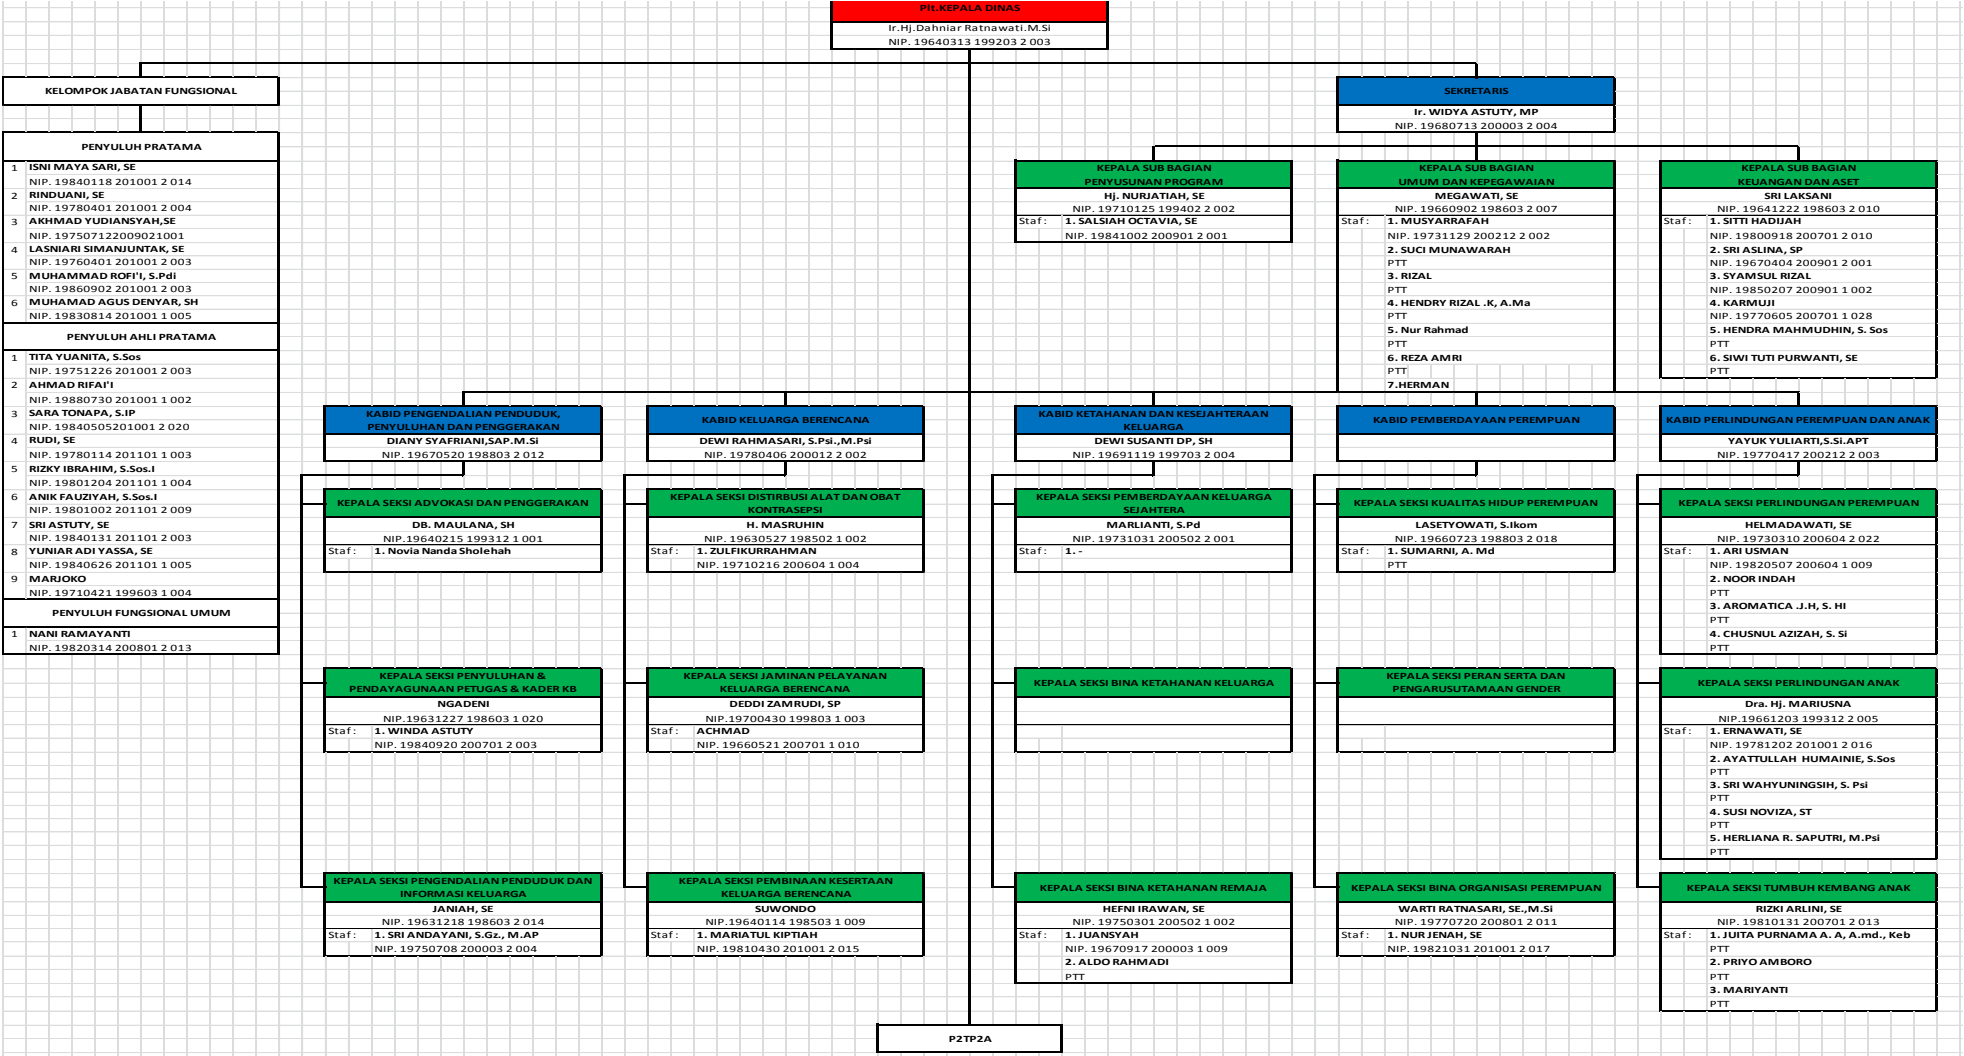 Plt.KEPALA DINAS
Ir.Hj.Dahniar Ratnawati.M.Si
NIP. 19640313 199203 2 003
KELOMPOK JABATAN FUNGSIONAL
PENYULUH PRATAMA
1 ISNI MAYA SARI, SE
NIP. 19840118 201001 2 014
2 RINDUANI, SE
NIP. 19780401 201001 2 004
3 AKHMAD YUDIANSYAH,SE
NIP. 197507122009021001
4 LASNIARI SIMANJUNTAK, SE
NIP. 19760401 201001 2 003
5 MUHAMMAD ROFI'I, S.Pdi
NIP. 19860902 201001 2 003
6 MUHAMAD AGUS DENYAR, SH
NIP. 19830814 201001 1 005
PENYULUH AHLI PRATAMA
1 TITA YUANITA, S.Sos
NIP. 19751226 201001 2 003
2 AHMAD RIFAI'I
NIP. 19880730 201001 1 002
3 SARA TONAPA, S.IP
NIP. 19840505201001 2 020
4 RUDI, SE
NIP. 19780114 201101 1 003
5 RIZKY IBRAHIM, S.Sos.I
NIP. 19801204 201101 1 004
6 ANIK FAUZIYAH, S.Sos.I
NIP. 19801002 201101 2 009
7 SRI ASTUTY, SE
NIP. 19840131 201101 2 003
8 YUNIAR ADI YASSA, SE
NIP. 19840626 201101 1 005
9 MARJOKO
NIP. 19710421 199603 1 004
PENYULUH FUNGSIONAL UMUM
1 NANI RAMAYANTI
NIP. 19820314 200801 2 013
SEKRETARIS
Ir. WIDYA ASTUTY, MP
NIP. 19680713 200003 2 004
KEPALA SUB BAGIAN
PENYUSUNAN PROGRAM
Hj. NURJATIAH, SE
NIP. 19710125 199402 2 002
Staf: 1. SALSIAH OCTAVIA, SE
NIP. 19841002 200901 2 001
KEPALA SUB BAGIAN
UMUM DAN KEPEGAWAIAN
MEGAWATI, SE
NIP. 19660902 198603 2 007
Staf: 1. MUSYARRAFAH
NIP. 19731129 200212 2 002
2. SUCI MUNAWARAH
PTT
3. RIZAL
PTT
4. HENDRY RIZAL .K, A.Ma
PTT
5. Nur Rahmad
PTT
6. REZA AMRI
PTT
7.HERMAN
KEPALA SUB BAGIAN
KEUANGAN DAN ASET
SRI LAKSANI
NIP. 19641222 198603 2 010
Staf: 1. SITTI HADIJAH
NIP. 19800918 200701 2 010
2. SRI ASLINA, SP
NIP. 19670404 200901 2 001
3. SYAMSUL RIZAL
NIP. 19850207 200901 1 002
4. KARMUJI
NIP. 19770605 200701 1 028
5. HENDRA MAHMUDHIN, S. Sos
PTT
6. SIWI TUTI PURWANTI, SE
PTT
KABID PENGENDALIAN PENDUDUK,
PENYULUHAN DAN PENGGERAKAN
DIANY SYAFRIANI,SAP.M.Si
NIP. 19670520 198803 2 012
KEPALA SEKSI ADVOKASI DAN PENGGERAKAN
DB. MAULANA, SH
NIP. 19640215 199312 1 001
Staf: 1. Novia Nanda Sholehah
KEPALA SEKSI PENYULUHAN &
PENDAYAGUNAAN PETUGAS & KADER KB
NGADENI
NIP.19631227 198603 1 020
Staf: 1. WINDA ASTUTY
NIP. 19840920 200701 2 003
KEPALA SEKSI PENGENDALIAN PENDUDUK DAN
INFORMASI KELUARGA
JANIAH, SE
NIP. 19631218 198603 2 014
Staf: 1. SRI ANDAYANI, S.Gz., M.AP
NIP. 19750708 200003 2 004
KABID KELUARGA BERENCANA
DEWI RAHMASARI, S.Psi.,M.Psi
NIP. 19780406 200012 2 002
KEPALA SEKSI DISTIRBUSI ALAT DAN OBAT
KONTRASEPSI
H. MASRUHIN
NIP. 19630527 198502 1 002
Staf: 1. ZULFIKURRAHMAN
NIP. 19710216 200604 1 004
KEPALA SEKSI JAMINAN PELAYANAN
KELUARGA BERENCANA
DEDDI ZAMRUDI, SP
NIP.19700430 199803 1 003
Staf: ACHMAD
NIP. 19660521 200701 1 010
KEPALA SEKSI PEMBINAAN KESERTAAN
KELUARGA BERENCANA
SUWONDO
NIP.19640114 198503 1 009
Staf: 1. MARIATUL KIPTIAH
NIP. 19810430 201001 2 015
KABID KETAHANAN DAN KESEJAHTERAAN
KELUARGA
DEWI SUSANTI DP, SH
NIP. 19691119 199703 2 004
KEPALA SEKSI PEMBERDAYAAN KELUARGA
SEJAHTERA
MARLIANTI, S.Pd
NIP. 19731031 200502 2 001
Staf: 1. -
KEPALA SEKSI BINA KETAHANAN KELUARGA
Staf:
KEPALA SEKSI BINA KETAHANAN REMAJA
HEFNI IRAWAN, SE
NIP. 19750301 200502 1 002
Staf: 1. JUANSYAH
NIP. 19670917 200003 1 009
2. ALDO RAHMADI
PTT
KABID PEMBERDAYAAN PEREMPUAN
KEPALA SEKSI KUALITAS HIDUP PEREMPUAN
LASETYOWATI, S.Ikom
NIP. 19660723 198803 2 018
Staf: 1. SUMARNI, A. Md
PTT
KEPALA SEKSI PERAN SERTA DAN
PENGARUSUTAMAAN GENDER
Staf:
KEPALA SEKSI BINA ORGANISASI PEREMPUAN
WARTI RATNASARI, SE.,M.Si
NIP. 19770720 200801 2 011
Staf: 1. NUR JENAH, SE
NIP. 19821031 201001 2 017
KABID PERLINDUNGAN PEREMPUAN DAN ANAK
YAYUK YULIARTI,S.Si.APT
NIP. 19770417 200212 2 003
KEPALA SEKSI PERLINDUNGAN PEREMPUAN
HELMADAWATI, SE
NIP. 19730310 200604 2 022
Staf: 1. ARI USMAN
NIP. 19820507 200604 1 009
2. NOOR INDAH
PTT
3. AROMATICA .J.H, S. HI
PTT
4. CHUSNUL AZIZAH, S. Si
PTT
KEPALA SEKSI PERLINDUNGAN ANAK
Dra. Hj. MARIUSNA
NIP.19661203 199312 2 005
Staf: 1. ERNAWATI, SE
NIP. 19781202 201001 2 016
2. AYATTULLAH HUMAINIE, S.Sos
PTT
3. SRI WAHYUNINGSIH, S. Psi
PTT
4. SUSI NOVIZA, ST
PTT
5. HERLIANA R. SAPUTRI, M.Psi
PTT
KEPALA SEKSI TUMBUH KEMBANG ANAK
RIZKI ARLINI, SE
NIP. 19810131 200701 2 013
Staf: 1. JUITA PURNAMA A. A, A.md., Keb
PTT
2. PRIYO AMBORO
PTT
3. MARIYANTI
PTT
P2TP2A